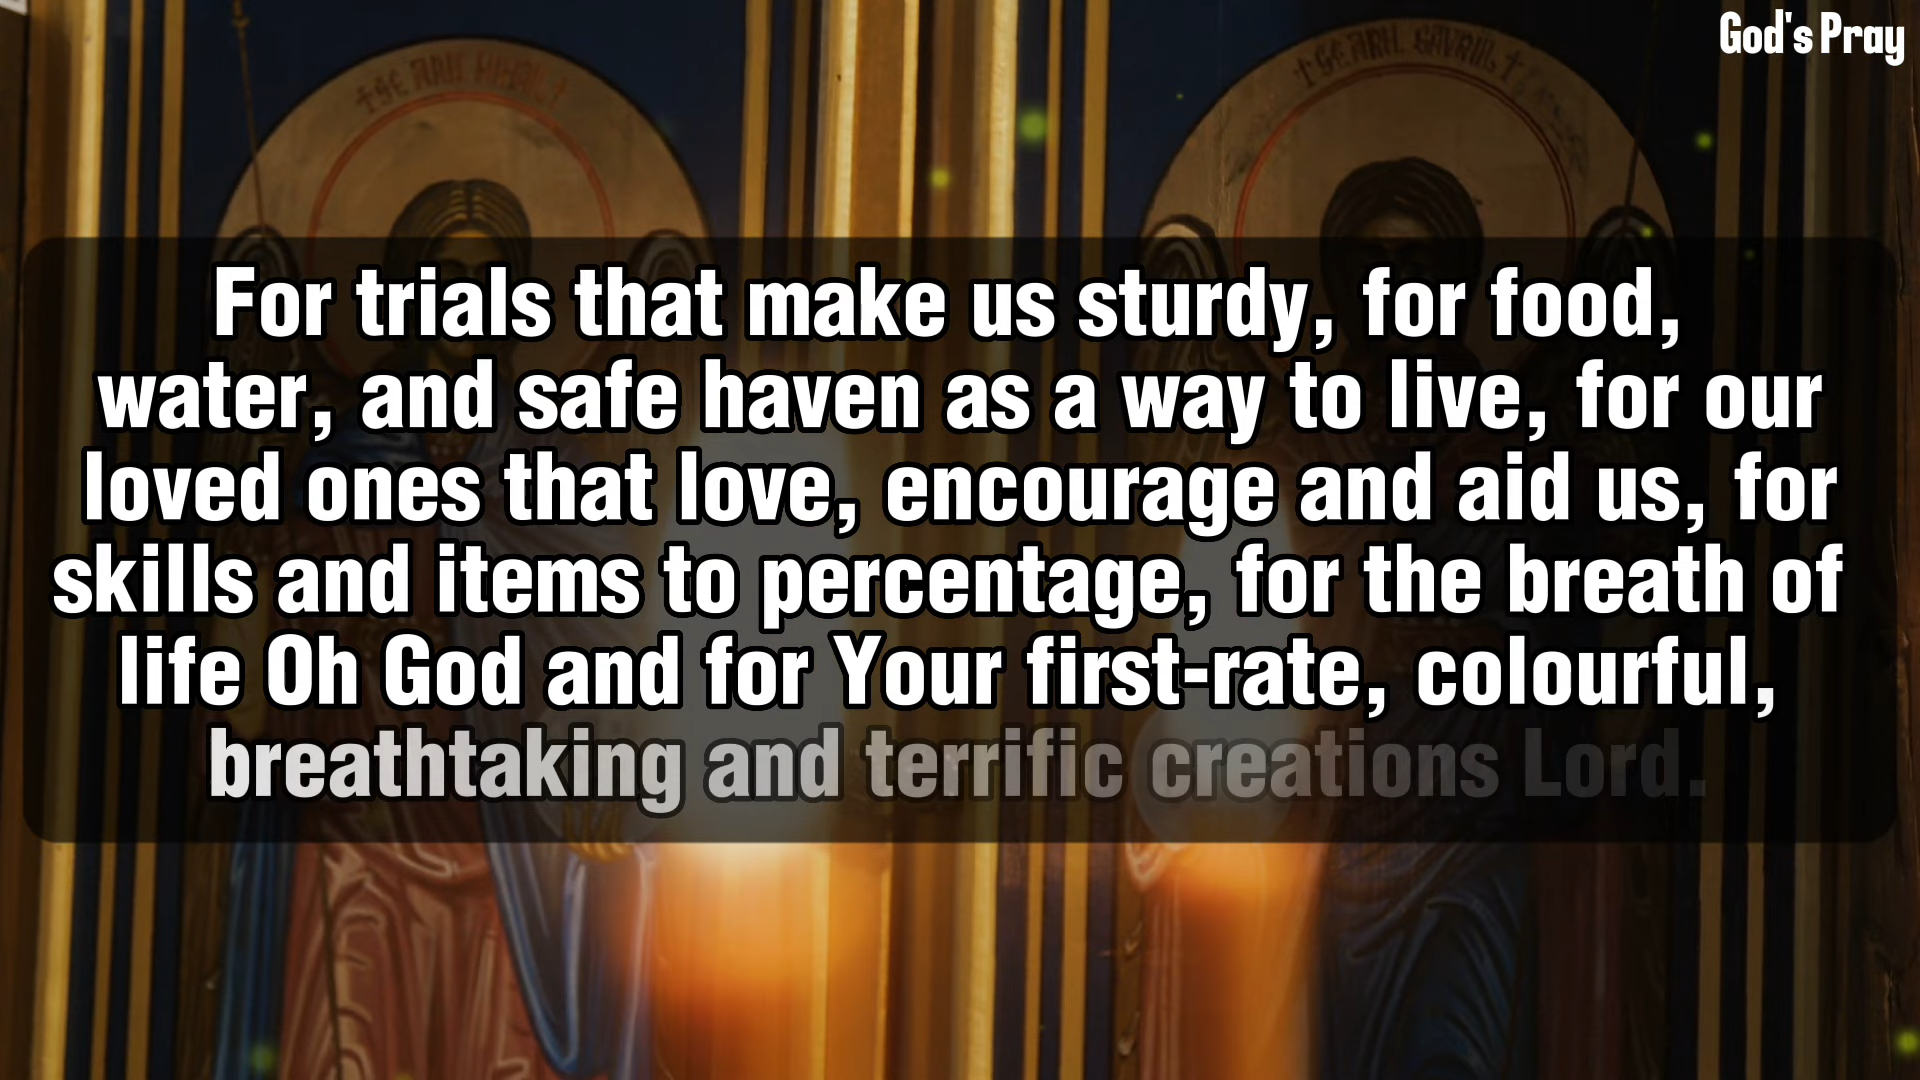 God's Pray
For trials that make us sturdy, for food,
water, and safe haven as a way to live, for our
loved ones that love, encourage and aid us, for
skills and items to percentage, for the breath of
life Oh God and for Your first-rate, colourful,
breathtaking and terrific creations Lord.